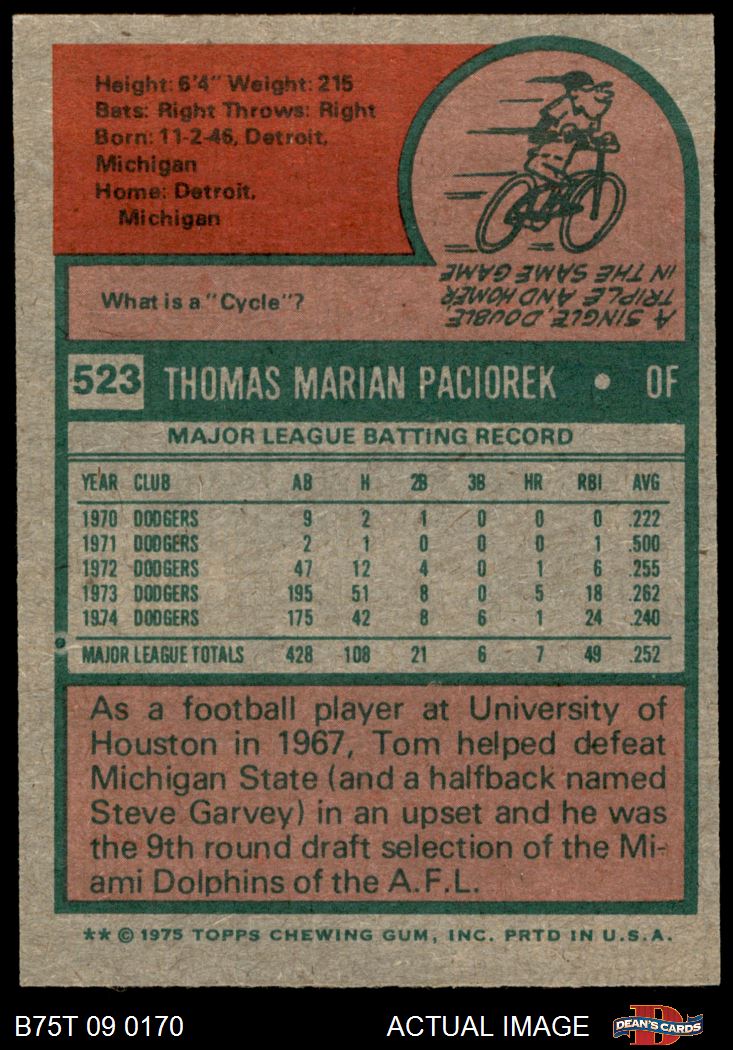 Height: 6'4" Weight: 215
Bats: Right Throws: Right
Born: 11-2-46, Detroit,
Michigan
Home: Detroit,
Michigan
What is a "Cycle"?
A SINGLE, DOUBLE,
TRIPLE AND HOMER
IN THE SAME GAME
523 THOMAS MARIAN PACIOREK • OF
MAJOR LEAGUE BATTING RECORD
YEAR CLUB AB H 2B 3B HR RBI AVG
1970 DODGERS 9 2 1 0 0 0 .222
1971 DODGERS 2 1 0 0 0 1 .500
1972 DODGERS 47 12 4 0 1 6 .255
1973 DODGERS 195 51 8 0 5 18 .262
1974 DODGERS 175 42 8 6 1 24 .240
MAJOR LEAGUE TOTALS 428 108 21 6 7 49 .252
As a football player at University of
Houston in 1967, Tom helped defeat
Michigan State (and a halfback named
Steve Garvey) in an upset and he was
the 9th round draft selection of the Mi-
ami Dolphins of the A.F.L.
** © 1975 TOPPS CHEWING GUM, INC. PRTD IN U.S.A.
B75T 09 0170 ACTUAL IMAGE D DEAN'S CARDS